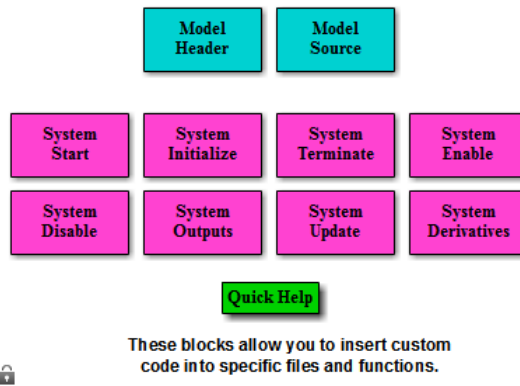 Model
Header
Model
Source
System
Start
System
Initialize
System
Terminate
System
Enable
System
Disable
System
Outputs
System
Update
System
Derivatives
Quick Help
These blocks allow you to insert custom
code into specific files and functions.